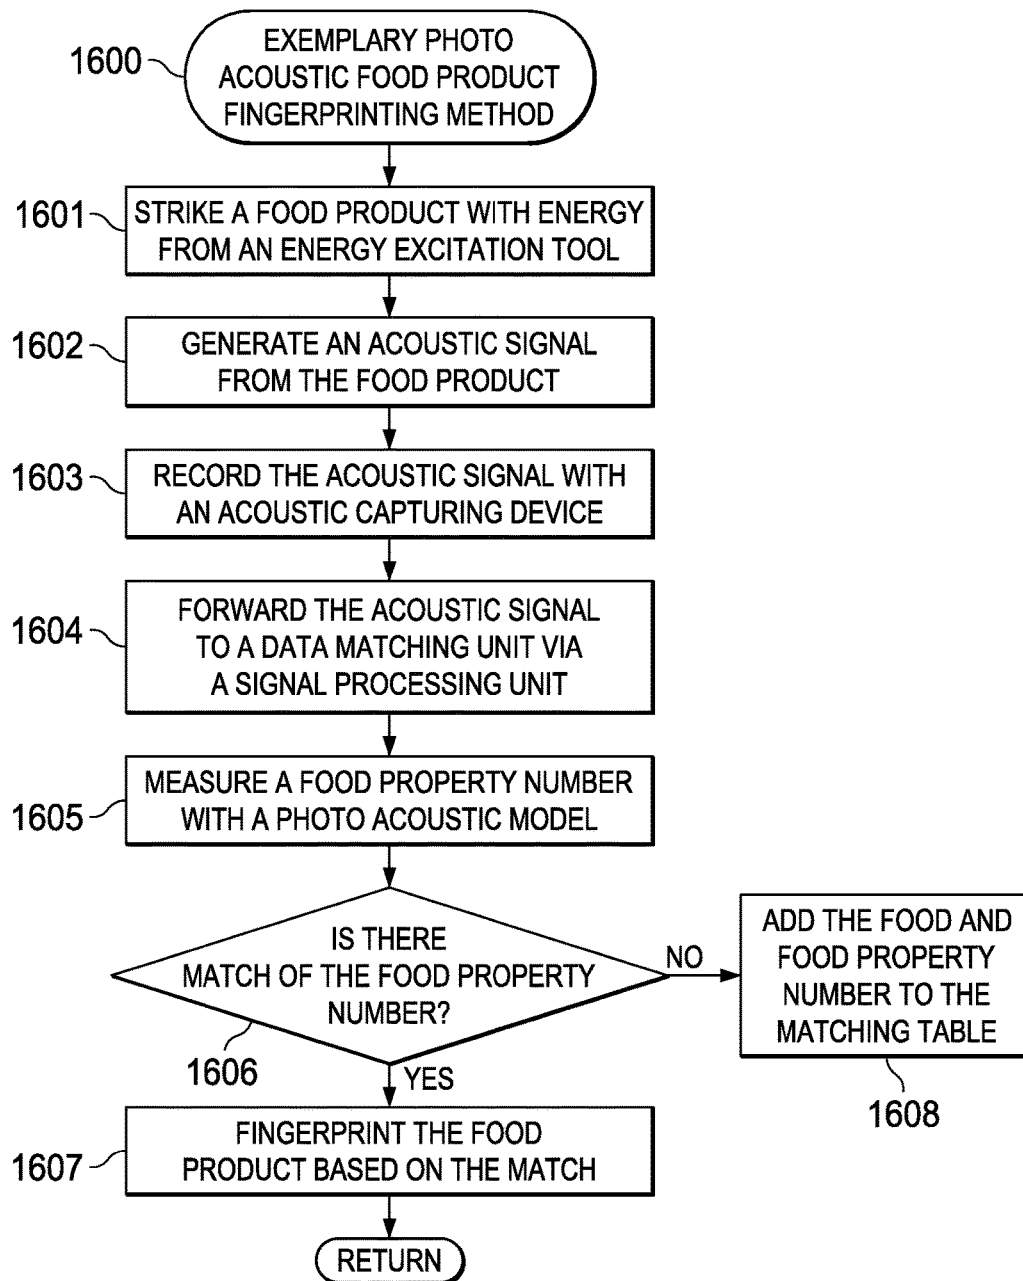 1600
EXEMPLARY PHOTO
ACOUSTIC FOOD PRODUCT
FINGERPRINTING METHOD
1601
STRIKE A FOOD PRODUCT WITH ENERGY
FROM AN ENERGY EXCITATION TOOL
1602
GENERATE AN ACOUSTIC SIGNAL
FROM THE FOOD PRODUCT
1603
RECORD THE ACOUSTIC SIGNAL WITH
AN ACOUSTIC CAPTURING DEVICE
1604
FORWARD THE ACOUSTIC SIGNAL
TO A DATA MATCHING UNIT VIA
A SIGNAL PROCESSING UNIT
1605
MEASURE A FOOD PROPERTY NUMBER
WITH A PHOTO ACOUSTIC MODEL
IS THERE
MATCH OF THE FOOD PROPERTY
NUMBER?
1606
NO
ADD THE FOOD AND
FOOD PROPERTY
NUMBER TO THE
MATCHING TABLE
1608
YES
1607
FINGERPRINT THE FOOD
PRODUCT BASED ON THE MATCH
RETURN